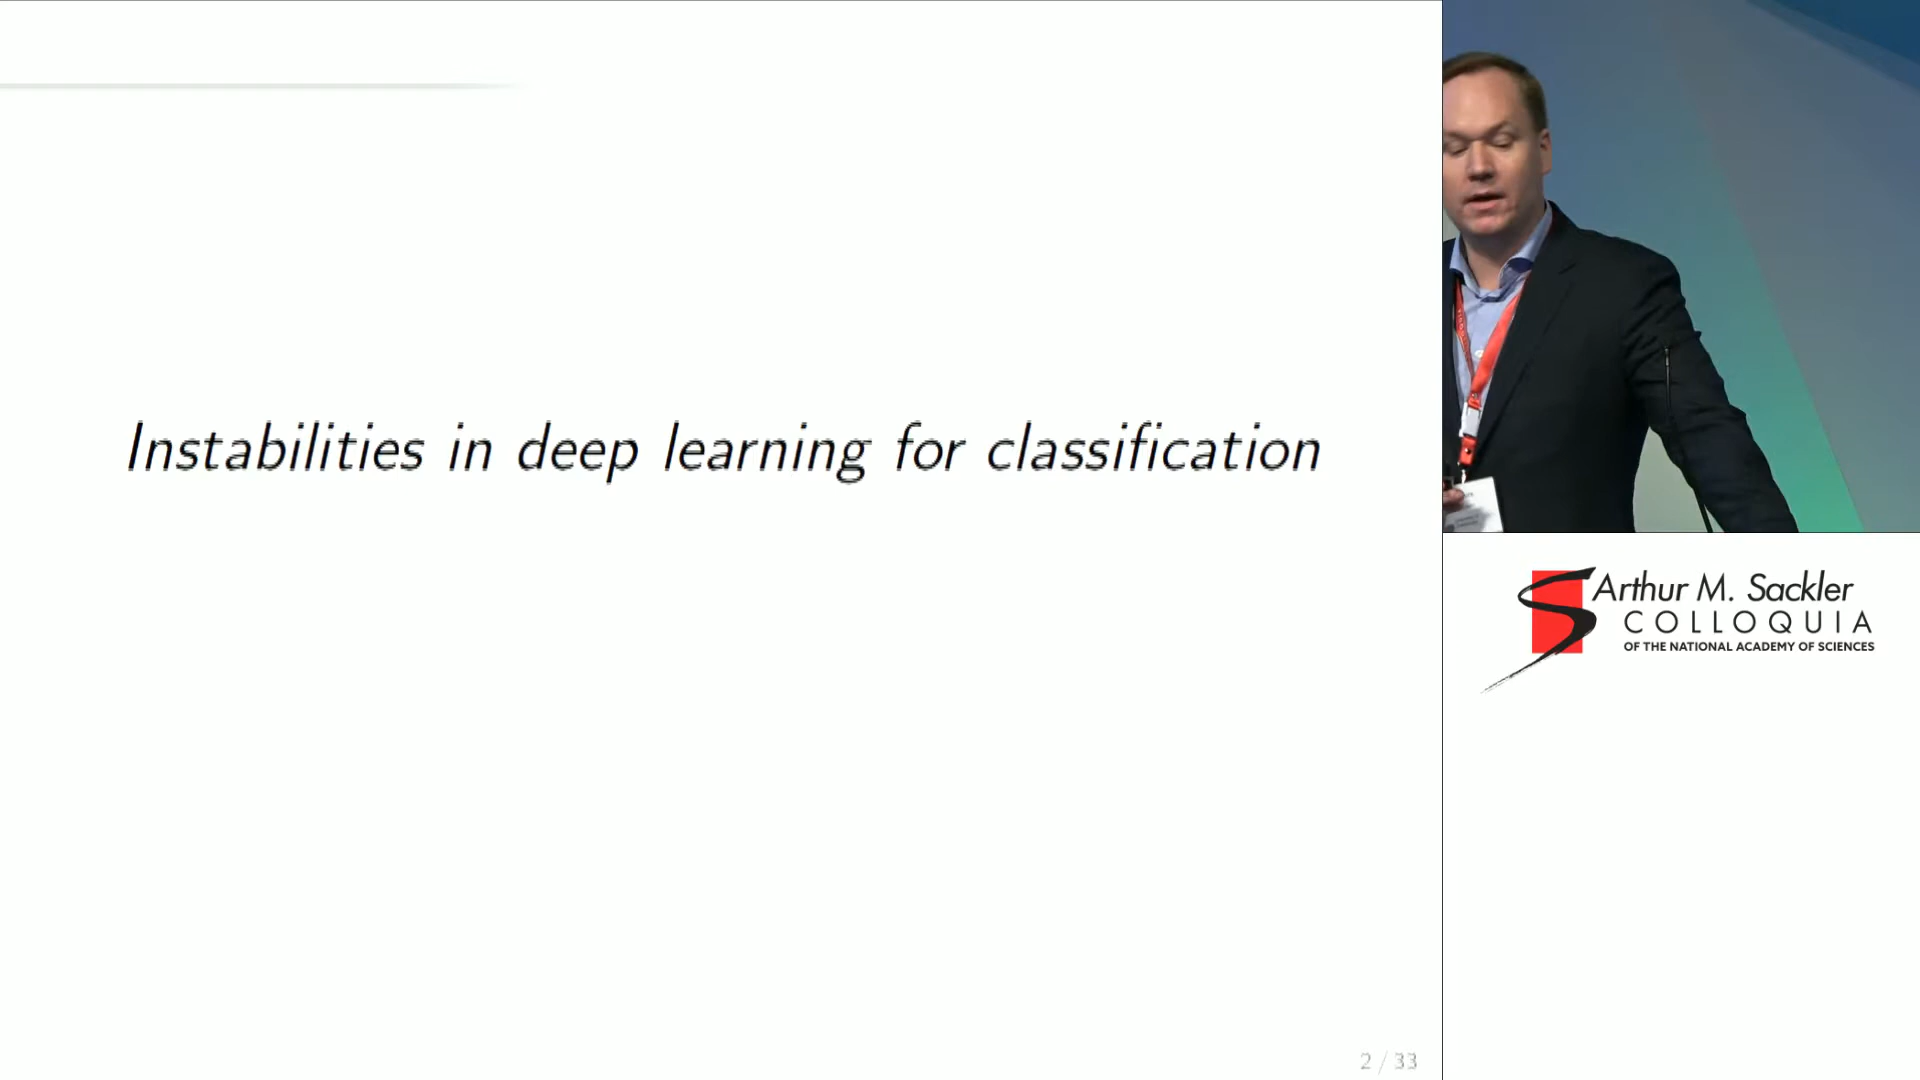 Instabilities in deep learning for classification
2 / 33
Arthur M. Sackler
COLLOQUIA
OF THE NATIONAL ACADEMY OF SCIENCES